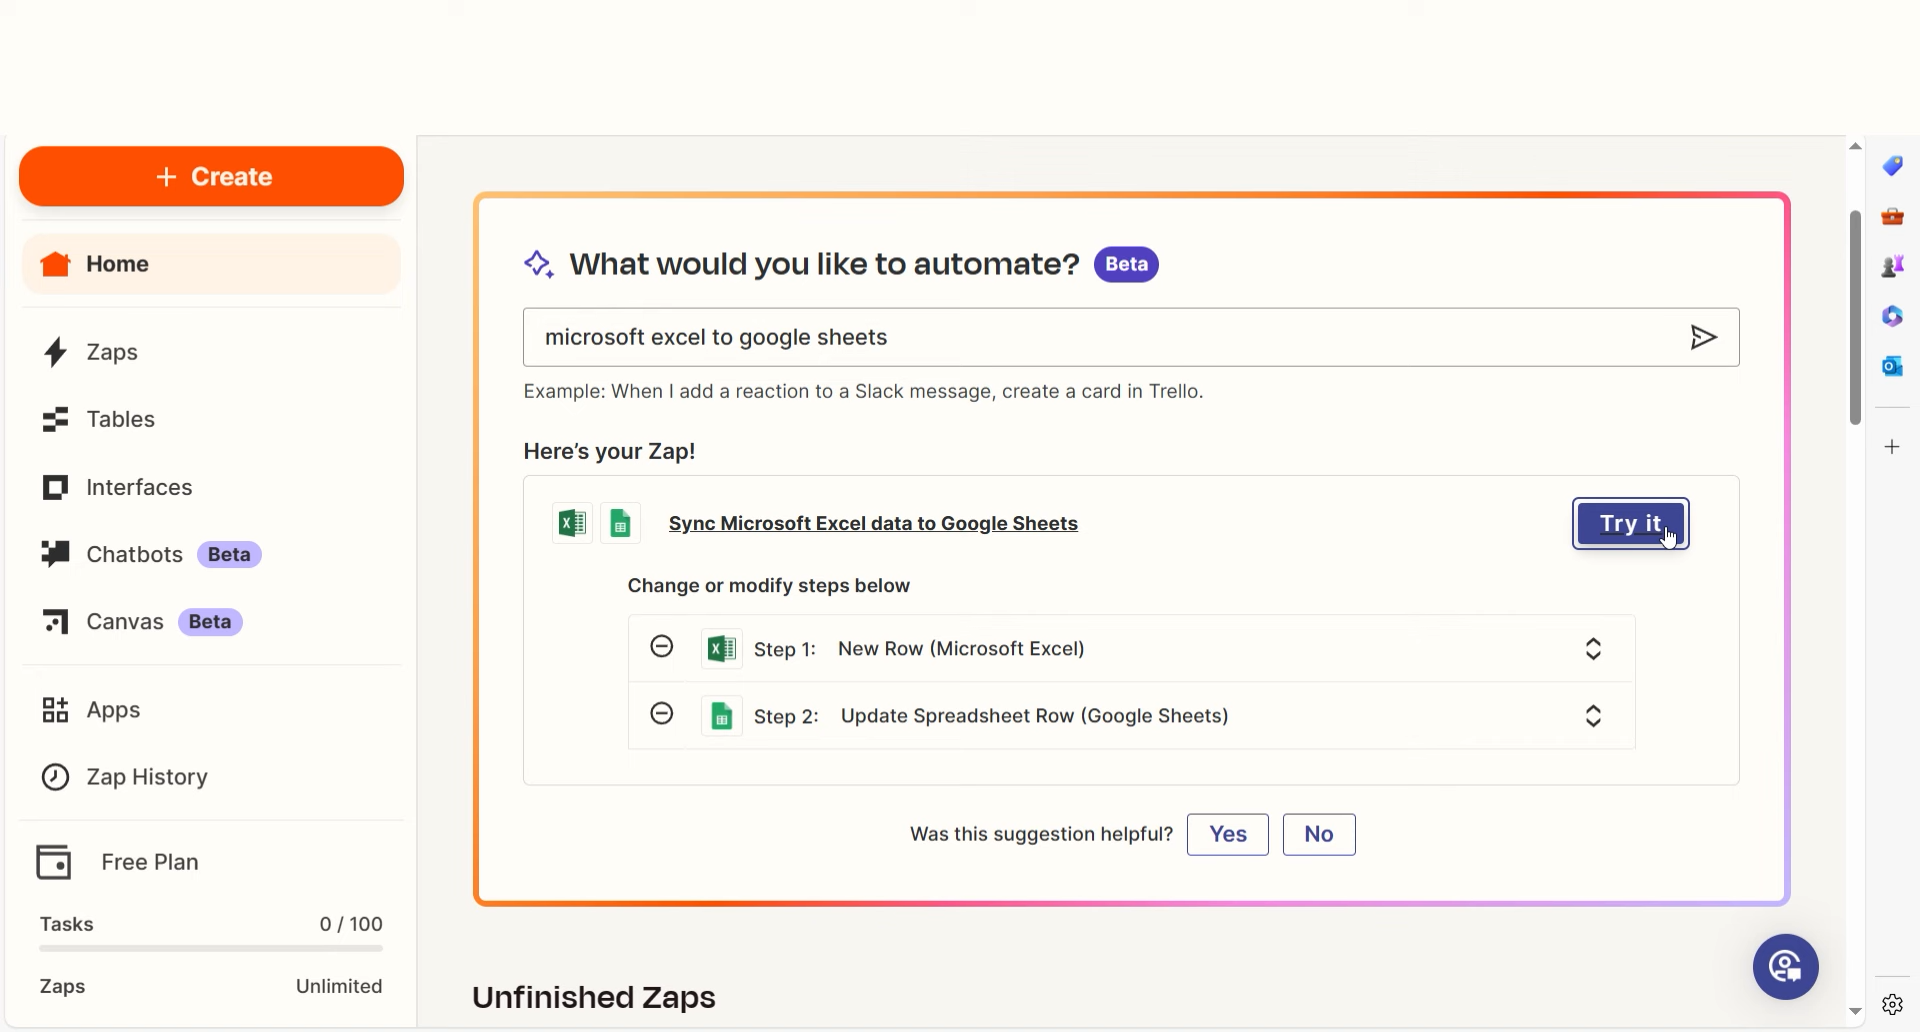 + Create
Home
Zaps
Tables
Interfaces
Chatbots Beta
Canvas Beta
Apps
Zap History
Free Plan
Tasks 0 / 100
Zaps Unlimited
What would you like to automate? Beta
microsoft excel to google sheets
Example: When I add a reaction to a Slack message, create a card in Trello.
Here's your Zap!
Sync Microsoft Excel data to Google Sheets
Try it
Change or modify steps below
Step 1: New Row (Microsoft Excel)
Step 2: Update Spreadsheet Row (Google Sheets)
Was this suggestion helpful? Yes No
Unfinished Zaps